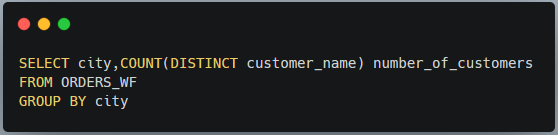 SELECT city,COUNT(DISTINCT customer_name) number_of_customers
FROM ORDERS_WF
GROUP BY city